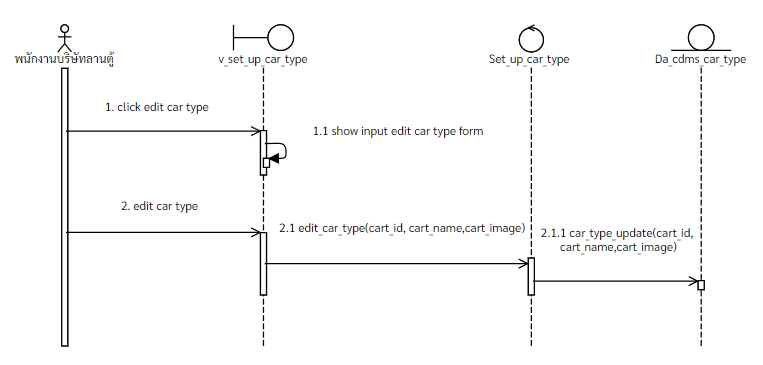 พนักงานบริษัทลานตู้
v_set_up_car_type
Set_up_car_type
Da_cdms_car_type
1. click edit car type
1.1 show input edit car type form
2. edit car type
2.1 edit_car_type(cart_id, cart_name,cart_image)
2.1.1 car_type_update(cart_id,
cart_name,cart_image)